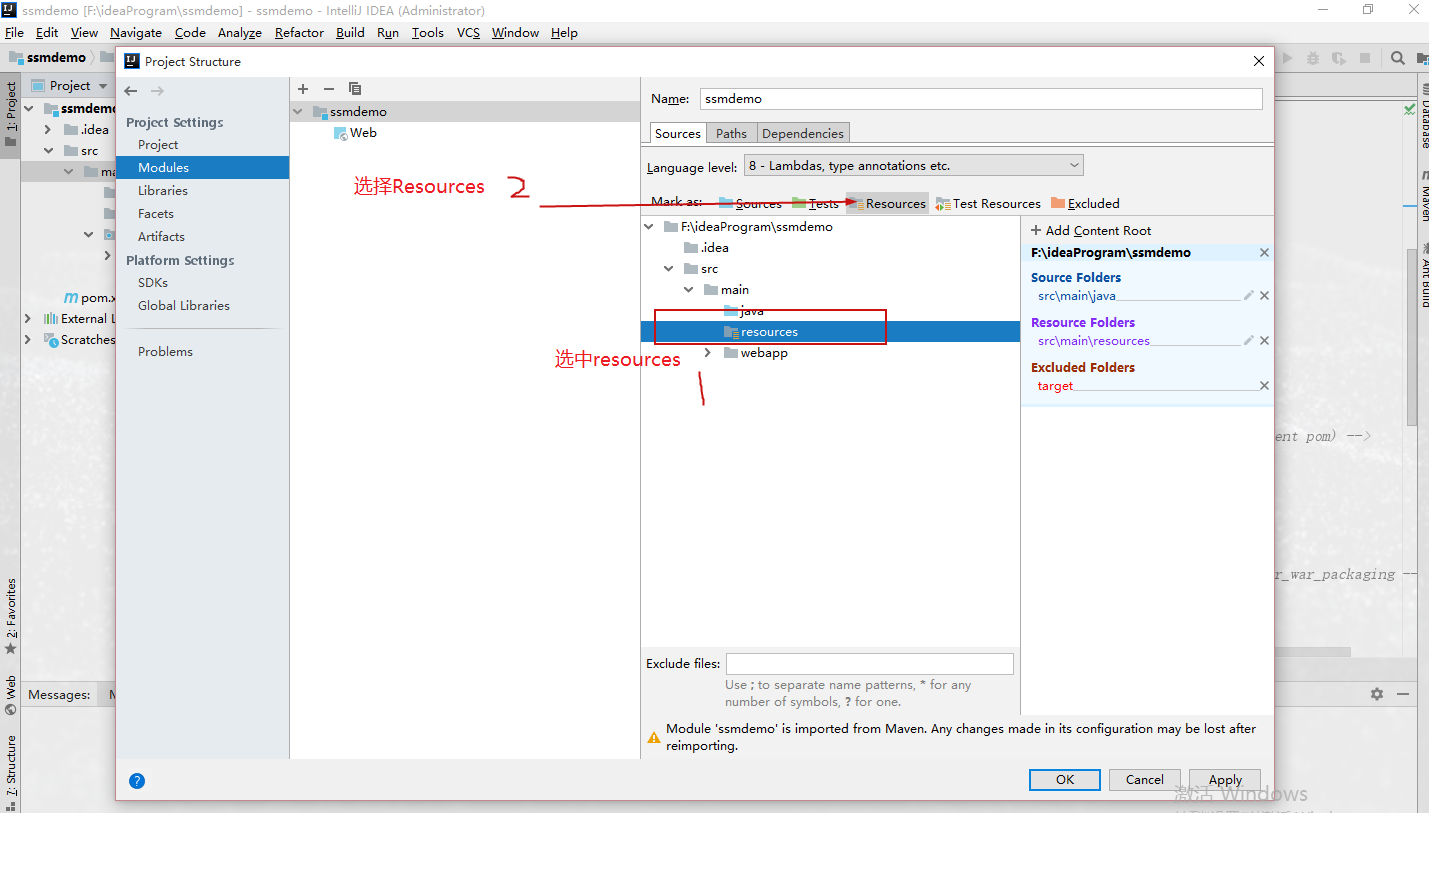 ssmdemo [F:\ideaProgram\ssmdemo] - ssmdemo - IntelliJ IDEA (Administrator)
File Edit View Navigate Code Analyze Refactor Build Run Tools VCS Window Help
ssmdemo
Project
1: Project
ssmdemo
.idea
src
ma
pom.x
External L
Scratches
2: Favorites
Web
7: Structure
Messages:
Project Structure
Project Settings
Project
Modules
Libraries
Facets
Artifacts
Platform Settings
SDKs
Global Libraries
Problems
ssmdemo
Web
Name: ssmdemo
Sources Paths Dependencies
Language level: 8 - Lambdas, type annotations etc.
选择Resources 2
Mark as: Sources Tests Resources Test Resources Excluded
F:\ideaProgram\ssmdemo
.idea
src
main
java
resources
webapp
选中resources
1
+ Add Content Root
F:\ideaProgram\ssmdemo
Source Folders
src\main\java
Resource Folders
src\main\resources
Excluded Folders
target
Exclude files:
Use ; to separate name patterns, * for any
number of symbols, ? for one.
Module 'ssmdemo' is imported from Maven. Any changes made in its configuration may be lost after
reimporting.
OK Cancel Apply
激活 Windows
ent pom) -->
r_war_packaging --
Database
Maven
Ant Build